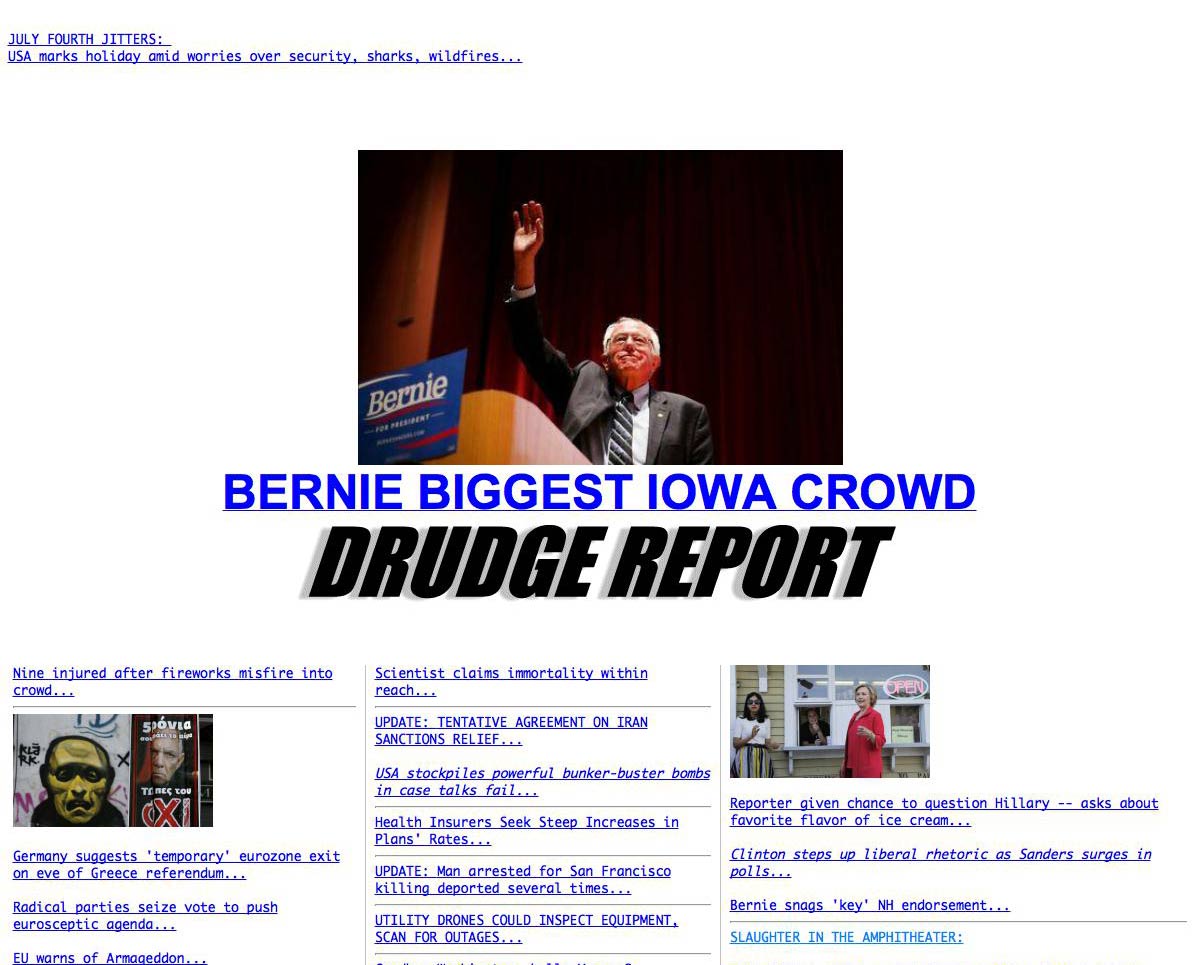 JULY FOURTH JITTERS:
USA marks holiday amid worries over security, sharks, wildfires...
Bernie
FOR PRESIDENT
BERNIE BIGGEST IOWA CROWD
DRUDGE REPORT
Nine injured after fireworks misfire into
crowd...
5ρόνια
Τζι πες του
ΟΧΙ
Germany suggests 'temporary' eurozone exit
on eve of Greece referendum...
Radical parties seize vote to push
eurosceptic agenda...
EU warns of Armageddon...
Scientist claims immortality within
reach...
UPDATE: TENTATIVE AGREEMENT ON IRAN
SANCTIONS RELIEF...
USA stockpiles powerful bunker-buster bombs
in case talks fail...
Health Insurers Seek Steep Increases in
Plans' Rates...
UPDATE: Man arrested for San Francisco
killing deported several times...
UTILITY DRONES COULD INSPECT EQUIPMENT,
SCAN FOR OUTAGES...
OPEN
Reporter given chance to question Hillary -- asks about
favorite flavor of ice cream...
Clinton steps up liberal rhetoric as Sanders surges in
polls...
Bernie snags 'key' NH endorsement...
SLAUGHTER IN THE AMPHITHEATER: